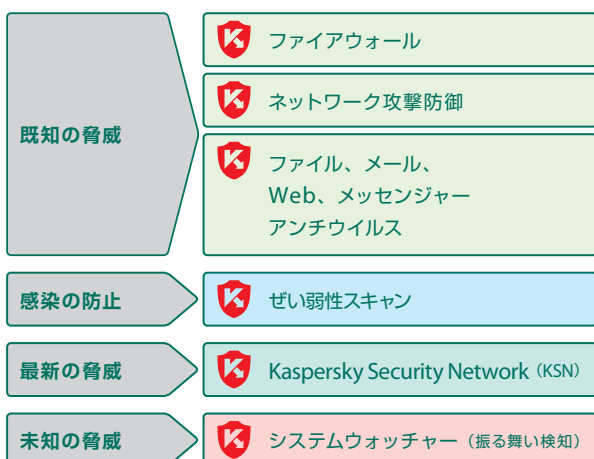 既知の脅威
ファイアウォール
ネットワーク攻撃防御
ファイル、メール、
Web、メッセンジャー
アンチウイルス
感染の防止
ぜい弱性スキャン
最新の脅威
Kaspersky Security Network（KSN）
未知の脅威
システムウォッチャー（振る舞い検知）